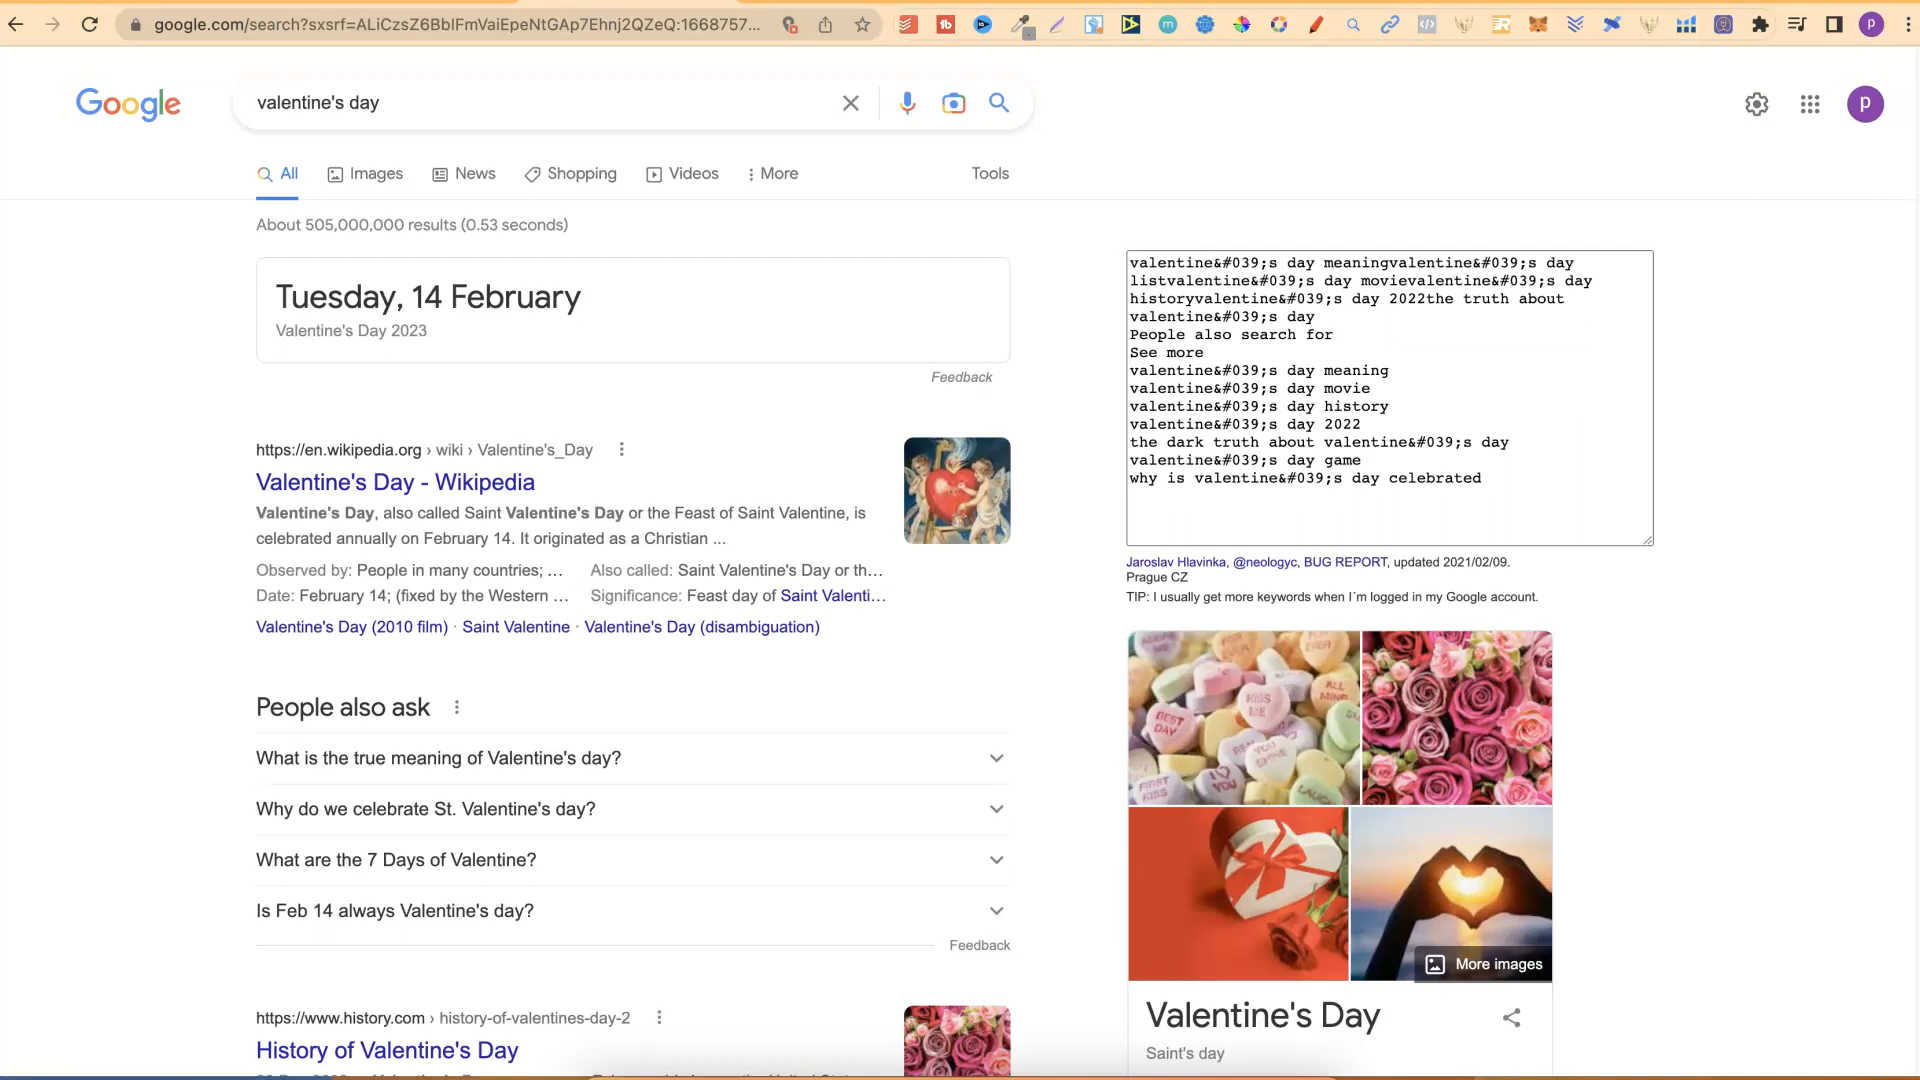 google.com/search?sxsrf=ALiCzsZ6BbIFmVaiEpeNtGAp7Ehnj2QZeQ:1668757...
Google
valentine's day
p
All
Images
News
Shopping
Videos
More
Tools
About 505,000,000 results (0.53 seconds)
Tuesday, 14 February
Valentine's Day 2023
Feedback
https://en.wikipedia.org › wiki › Valentine's_Day
Valentine's Day - Wikipedia
Valentine's Day, also called Saint Valentine's Day or the Feast of Saint Valentine, is
celebrated annually on February 14. It originated as a Christian ...
Observed by: People in many countries; ... Also called: Saint Valentine's Day or th...
Date: February 14; (fixed by the Western ... Significance: Feast day of Saint Valenti...
Valentine's Day (2010 film) · Saint Valentine · Valentine's Day (disambiguation)
People also ask
What is the true meaning of Valentine's day?
Why do we celebrate St. Valentine's day?
What are the 7 Days of Valentine?
Is Feb 14 always Valentine's day?
Feedback
https://www.history.com › history-of-valentines-day-2
History of Valentine's Day
valentine&#039;s day meaningvalentine&#039;s day
listvalentine&#039;s day movievalentine&#039;s day
historyvalentine&#039;s day 2022the truth about
valentine&#039;s day
People also search for
See more
valentine&#039;s day meaning
valentine&#039;s day movie
valentine&#039;s day history
valentine&#039;s day 2022
the dark truth about valentine&#039;s day
valentine&#039;s day game
why is valentine&#039;s day celebrated
Jaroslav Hlavinka, @neologyc, BUG REPORT, updated 2021/02/09.
Prague CZ
TIP: I usually get more keywords when I´m logged in my Google account.
KISS
ME
BEST
DAY
ALL
MINE
FIRST
KISS
I
YOU
More images
Valentine's Day
Saint's day